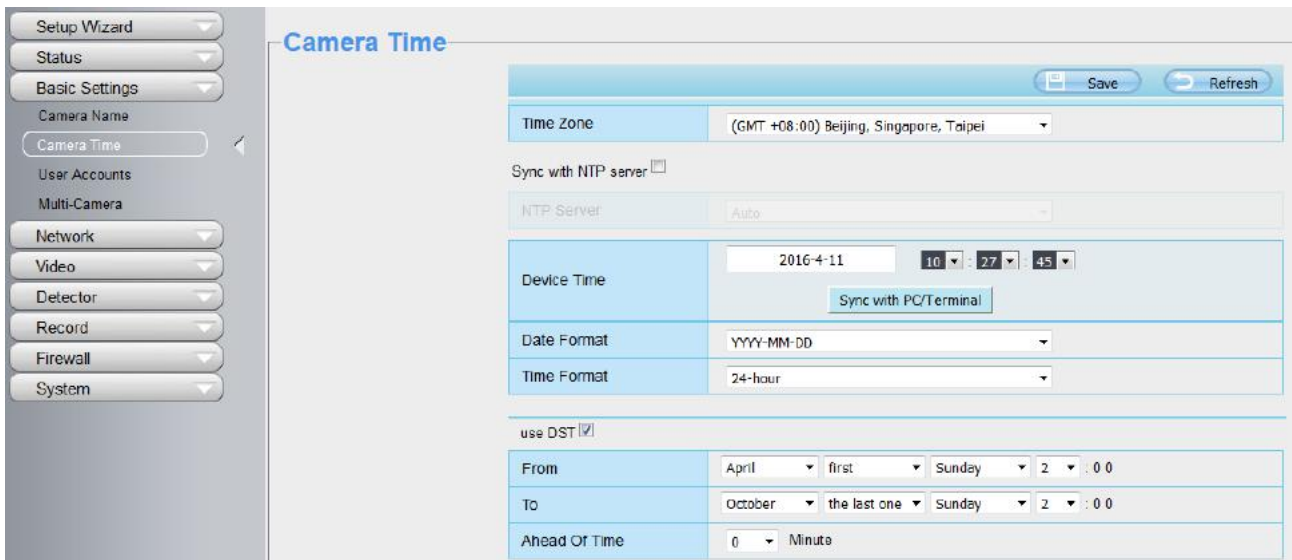 Setup Wizard
Status
Basic Settings
Camera Name
Camera Time
User Accounts
Multi-Camera
Network
Video
Detector
Record
Firewall
System
Camera Time
Save Refresh
Time Zone (GMT +08:00) Beijing, Singapore, Taipei
Sync with NTP server
NTP Server Auto
Device Time 2016-4-11 10 : 27 : 45
Sync with PC/Terminal
Date Format YYYY-MM-DD
Time Format 24-hour
use DST
From April first Sunday 2 : 0 0
To October the last one Sunday 2 : 0 0
Ahead Of Time 0 Minute